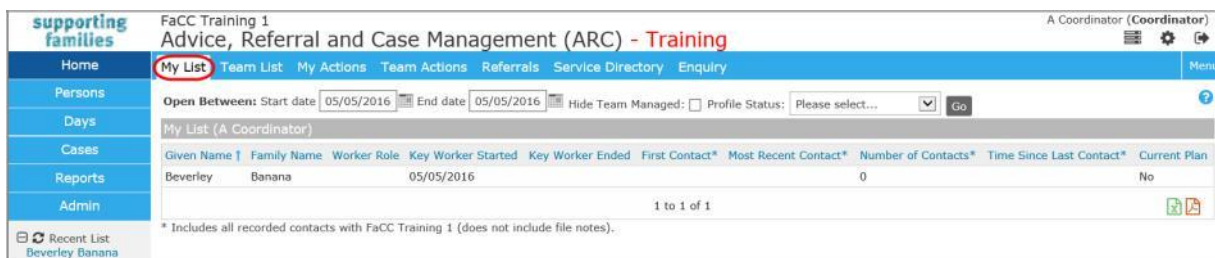 supporting
families
FaCC Training 1
A Coordinator (Coordinator)
Advice, Referral and Case Management (ARC) - Training
Home
My List Team List My Actions Team Actions Referrals Service Directory Enquiry Menu
Persons
Days
Cases
Reports
Admin
Recent List
Beverley Banana
Open Between: Start date 05/05/2016 End date 05/05/2016 Hide Team Managed: Profile Status: Please select... Go
?
My List (A Coordinator)
Given Name ↑ Family Name Worker Role Key Worker Started Key Worker Ended First Contact* Most Recent Contact* Number of Contacts* Time Since Last Contact* Current Plan
Beverley Banana 05/05/2016 0 No
1 to 1 of 1
* Includes all recorded contacts with FaCC Training 1 (does not include file notes).